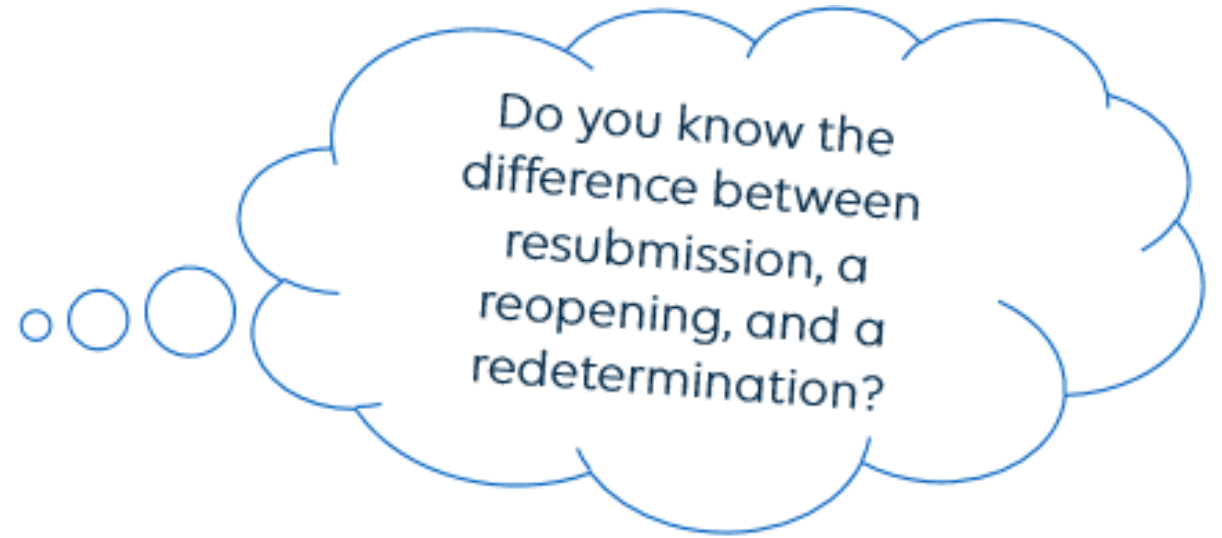 Do you know the
difference between
resubmission, a
reopening, and a
redetermination?